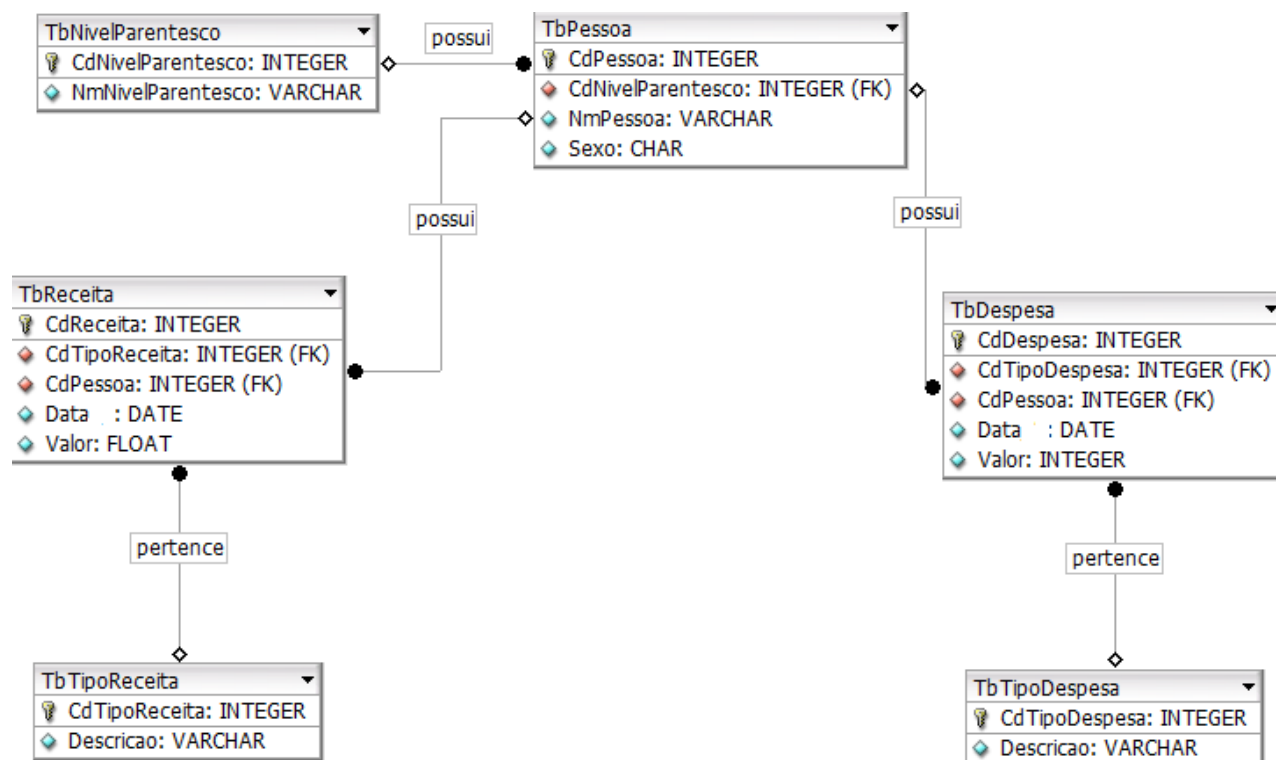 TbNivelParentesco
CdNivelParentesco: INTEGER
NmNivelParentesco: VARCHAR
possui
TbPessoa
CdPessoa: INTEGER
CdNivelParentesco: INTEGER (FK)
NmPessoa: VARCHAR
Sexo: CHAR
possui
possui
TbReceita
CdReceita: INTEGER
CdTipoReceita: INTEGER (FK)
CdPessoa: INTEGER (FK)
Data : DATE
Valor: FLOAT
TbDespesa
CdDespesa: INTEGER
CdTipoDespesa: INTEGER (FK)
CdPessoa: INTEGER (FK)
Data : DATE
Valor: INTEGER
pertence
pertence
TbTipoReceita
CdTipoReceita: INTEGER
Descricao: VARCHAR
TbTipoDespesa
CdTipoDespesa: INTEGER
Descricao: VARCHAR